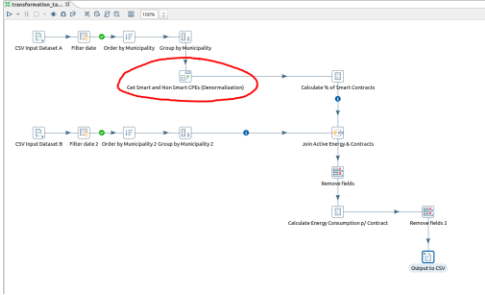 transformation_ta...
100%
CSV Input Dataset A
Filter date
Order by Municipality
Group by Municipality
Get Smart and Non Smart CPEs (Denormalization)
Calculate % of Smart Contracts
CSV Input Dataset B
Filter date 2
Order by Municipality 2
Group by Municipality 2
Join Active Energy & Contracts
Remove fields
Calculate Energy Consumption p/ Contract
Remove fields 2
Output to CSV